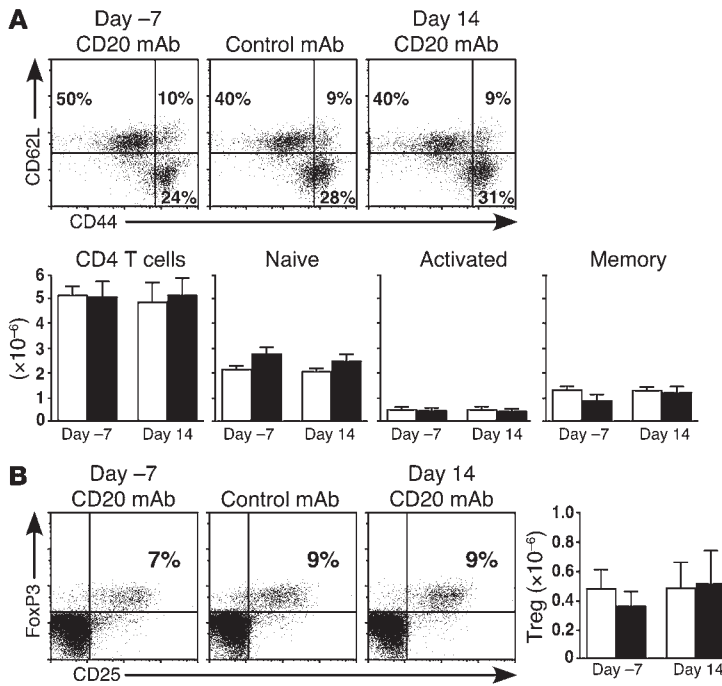 A
Day –7
CD20 mAb
Control mAb
Day 14
CD20 mAb
50%
10%
24%
40%
9%
28%
40%
9%
31%
CD62L
CD44
CD4 T cells
Naive
Activated
Memory
(×10⁻⁶)
6
5
4
3
2
1
0
Day –7
Day 14
Day –7
Day 14
Day –7
Day 14
Day –7
Day 14
B
Day –7
CD20 mAb
Control mAb
Day 14
CD20 mAb
7%
9%
9%
FoxP3
CD25
Treg (×10⁻⁶)
1.0
0.8
0.6
0.4
0.2
0
Day –7
Day 14